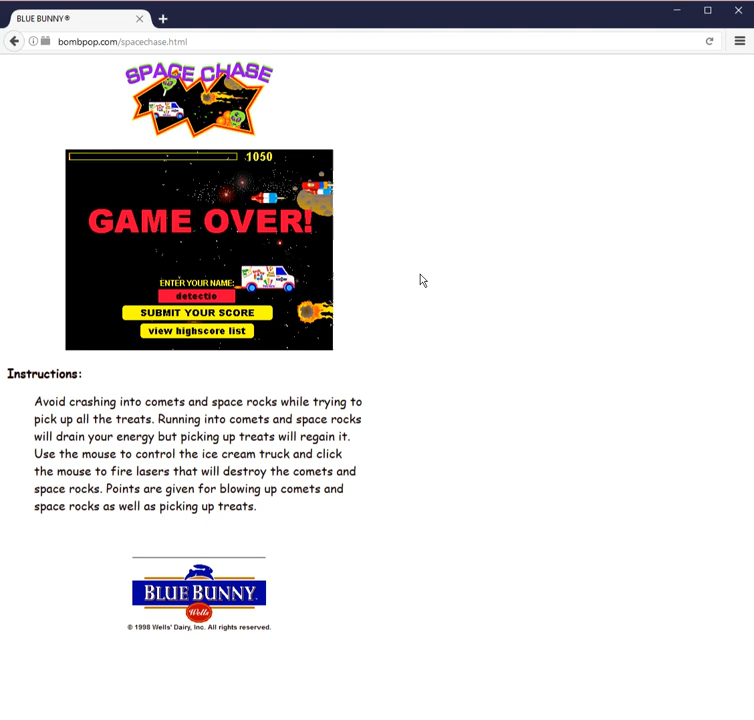 BLUE BUNNY®
bombpop.com/spacechase.html
SPACE CHASE
1050
GAME OVER!
ENTER YOUR NAME:
detectio
SUBMIT YOUR SCORE
view highscore list
Instructions:
Avoid crashing into comets and space rocks while trying to
pick up all the treats. Running into comets and space rocks
will drain your energy but picking up treats will regain it.
Use the mouse to control the ice cream truck and click
the mouse to fire lasers that will destroy the comets and
space rocks. Points are given for blowing up comets and
space rocks as well as picking up treats.
BLUE BUNNY.
Wells
© 1998 Wells' Dairy, Inc. All rights reserved.